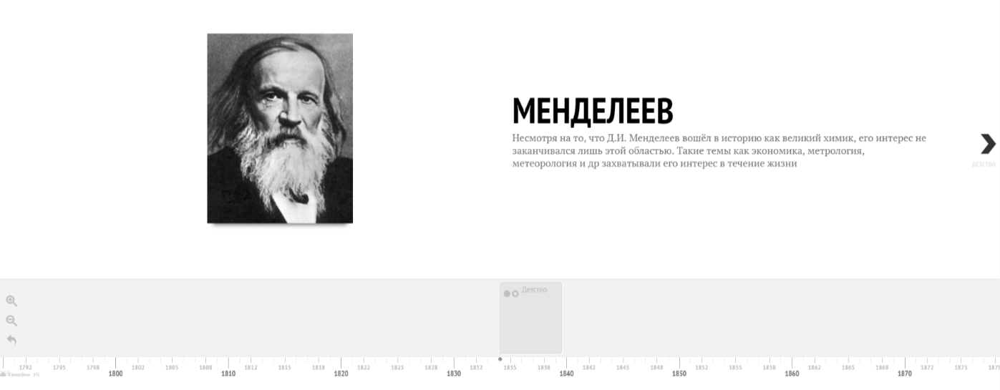 МЕНДЕЛЕЕВ
Несмотря на то, что Д.И. Менделеев вошёл в историю как великий химик, его интерес не
заканчивался лишь этой областью. Такие темы как экономика, метрология,
метеорология и др захватывали его интерес в течение жизни
ДЕТСТВО
Детство
1792 1795 1798 1802 1805 1808 1812 1815 1818 1822 1825 1828 1832 1835 1838 1842 1845 1848 1852 1855 1858 1862 1865 1868 1872 1875
1800 1810 1820 1830 1840 1850 1860 1870
Timeline JS